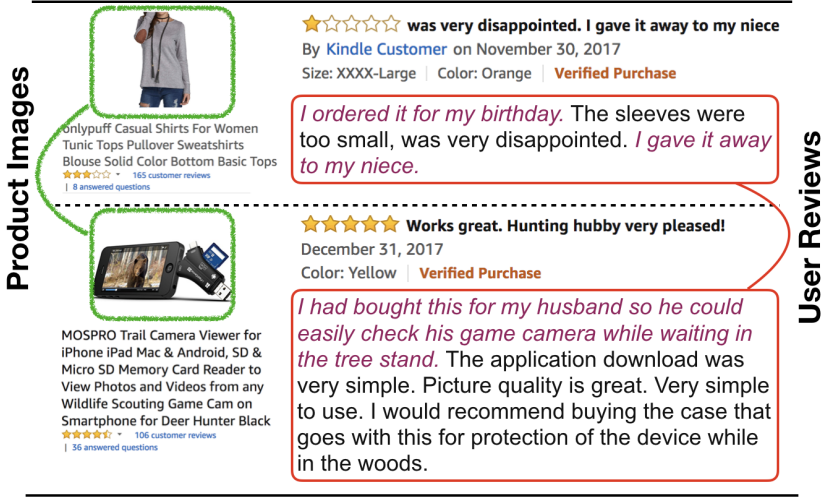 Product Images
onlypuff Casual Shirts For Women
Tunic Tops Pullover Sweatshirts
Blouse Solid Color Bottom Basic Tops
165 customer reviews
| 8 answered questions
was very disappointed. I gave it away to my niece
By Kindle Customer on November 30, 2017
Size: XXXX-Large | Color: Orange | Verified Purchase
I ordered it for my birthday. The sleeves were
too small, was very disappointed. I gave it away
to my niece.
MOSPRO Trail Camera Viewer for
iPhone iPad Mac & Android, SD &
Micro SD Memory Card Reader to
View Photos and Videos from any
Wildlife Scouting Game Cam on
Smartphone for Deer Hunter Black
106 customer reviews
| 36 answered questions
Works great. Hunting hubby very pleased!
December 31, 2017
Color: Yellow | Verified Purchase
I had bought this for my husband so he could
easily check his game camera while waiting in
the tree stand. The application download was
very simple. Picture quality is great. Very simple
to use. I would recommend buying the case that
goes with this for protection of the device while
in the woods.
User Reviews